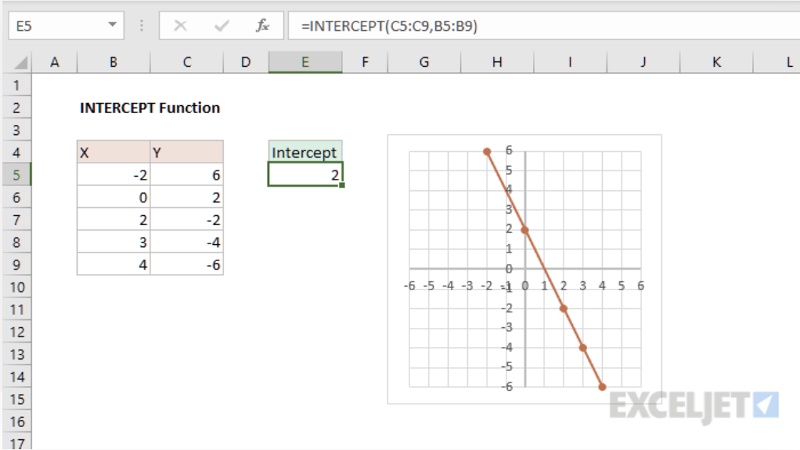 E5 fx =INTERCEPT(C5:C9,B5:B9)
A B C D E F G H I J K L
1
2 INTERCEPT Function
3
4 X Y Intercept
5 -2 6 2
6 0 2
7 2 -2
8 3 -4
9 4 -6
10
11
12
13
14
15
16
17
6
5
4
3
2
1
0
-6 -5 -4 -3 -2 -1 0 1 2 3 4 5 6
-1
-2
-3
-4
-5
-6
EXCELJET